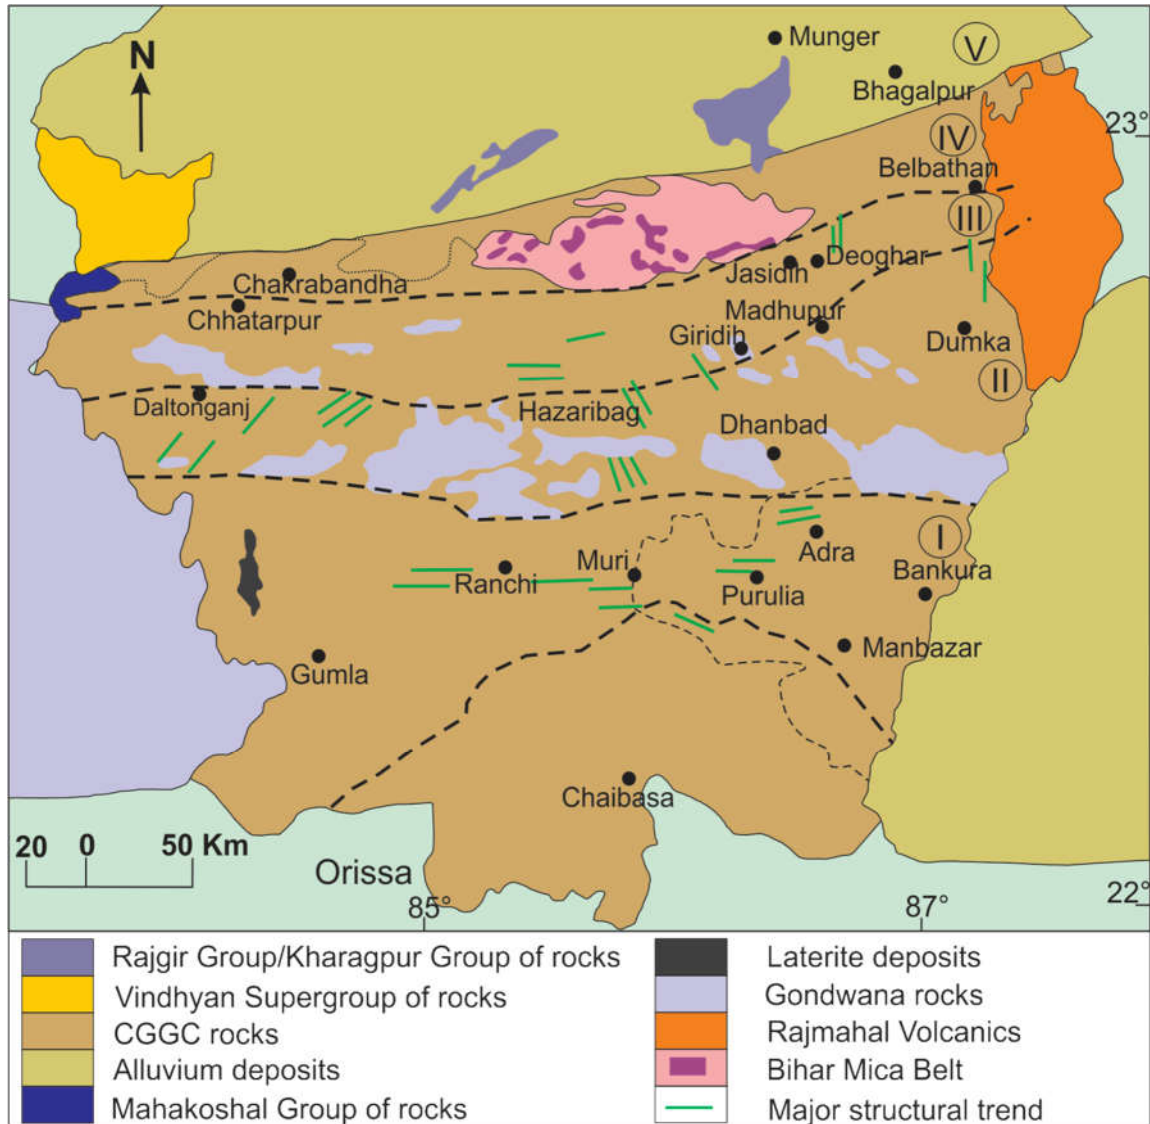 Munger
V
N
Bhagalpur
23°
IV
Belbathan
III
Chakrabandha
Jasidih
Deoghar
Chhatarpur
Madhupur
Giridih
Dumka
II
Daltonganj
Hazaribag
Dhanbad
I
Adra
Muri
Ranchi
Purulia
Bankura
Gumla
Manbazar
Chaibasa
20 0 50 Km
Orissa
85°
87°
22°
Rajgir Group/Kharagpur Group of rocks
Vindhyan Supergroup of rocks
CGGC rocks
Alluvium deposits
Mahakoshal Group of rocks
Laterite deposits
Gondwana rocks
Rajmahal Volcanics
Bihar Mica Belt
Major structural trend